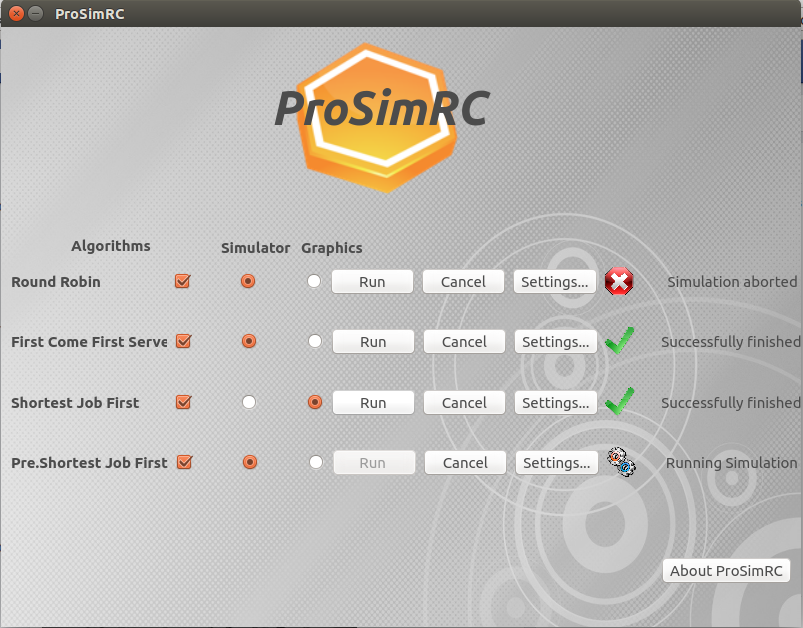 ProSimRC
ProSimRC
Algorithms Simulator Graphics
Round Robin Run Cancel Settings... Simulation aborted
First Come First Serve Run Cancel Settings... Successfully finished
Shortest Job First Run Cancel Settings... Successfully finished
Pre.Shortest Job First Run Cancel Settings... Running Simulation
About ProSimRC